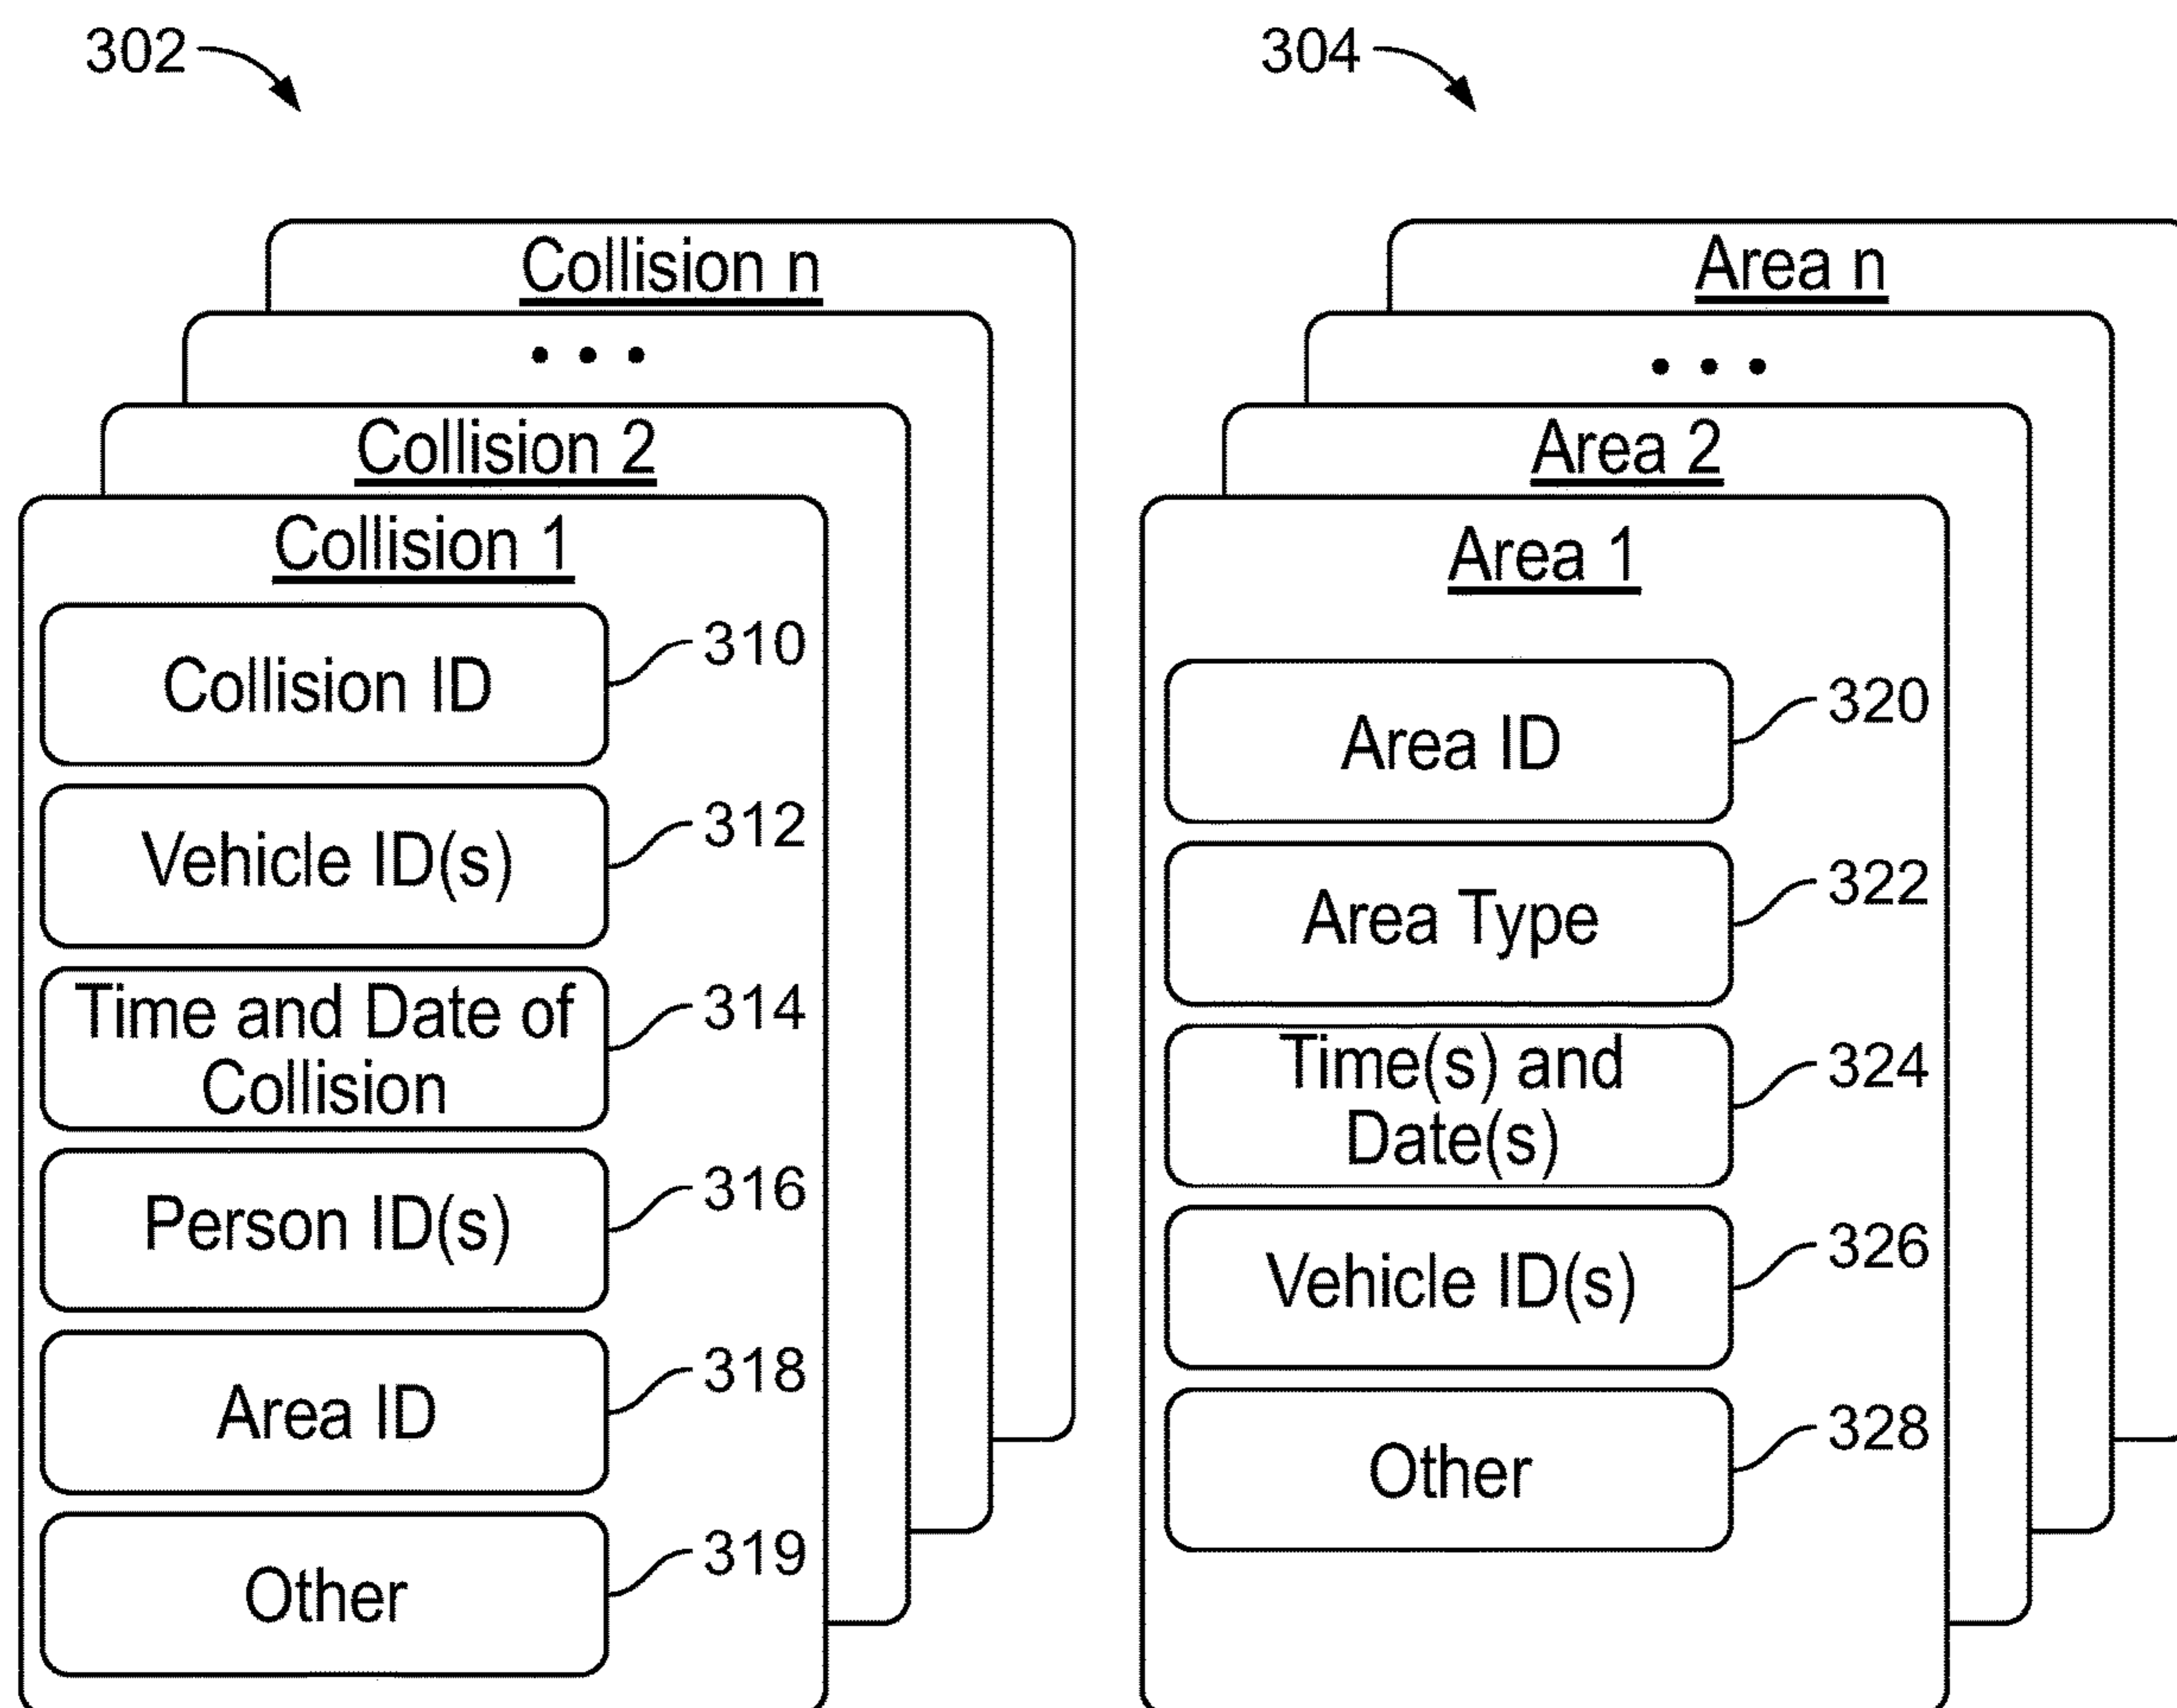 302
304
Collision n
• • •
Collision 2
Collision 1
Collision ID
310
Vehicle ID(s)
312
Time and Date of
Collision
314
Person ID(s)
316
Area ID
318
Other
319
Area n
• • •
Area 2
Area 1
Area ID
320
Area Type
322
Time(s) and
Date(s)
324
Vehicle ID(s)
326
Other
328